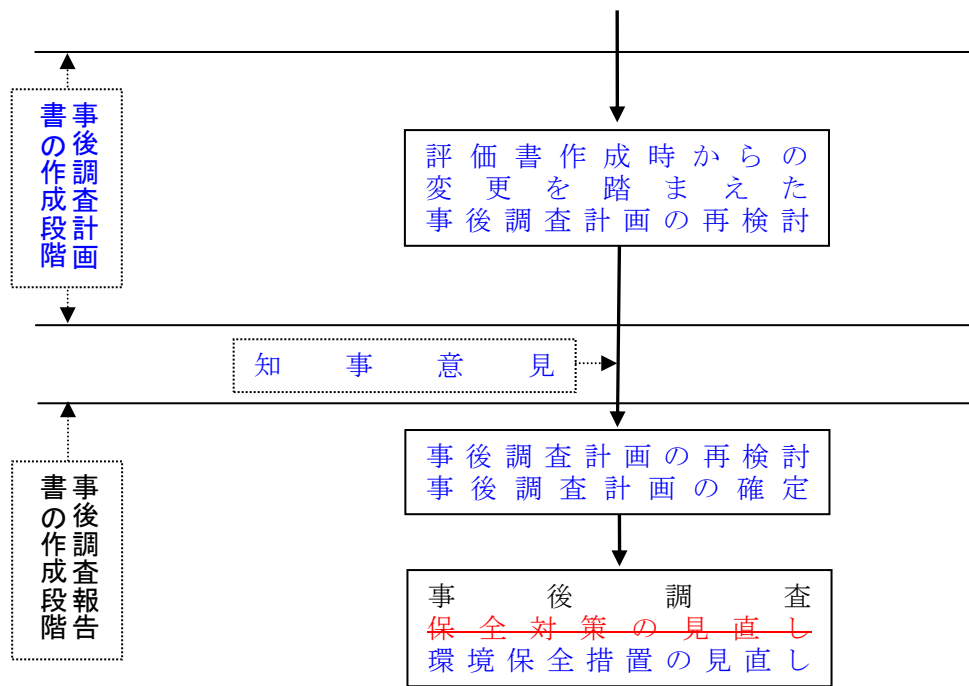 事後調査計画
書の作成段階
評価書作成時からの
変更を踏まえた
事後調査計画の再検討
知事意見
事後調査計画の再検討
事後調査計画の確定
事後調査報告
書の作成段階
事後調査
保全対策の見直し
環境保全措置の見直し